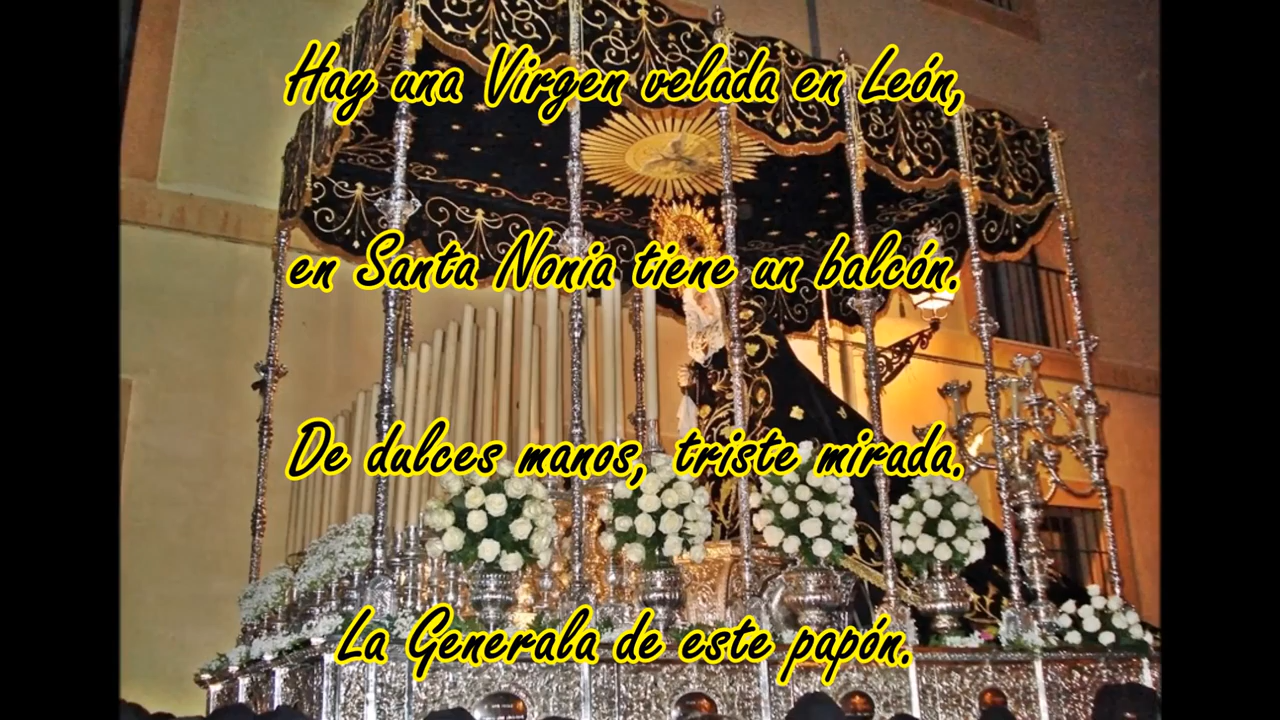 Hay una Virgen velada en León,
en Santa Nonia tiene un balcón.
De dulces manos, triste mirada.
La Generala de este papón.